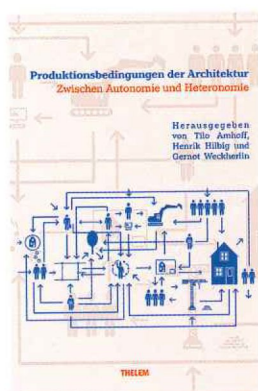 Produktionsbedingungen der Architektur
Zwischen Autonomie und Heteronomie
Herausgegeben
von Tilo Amhoff,
Henrik Hilbig und
Gernot Weckherlin
THELEM